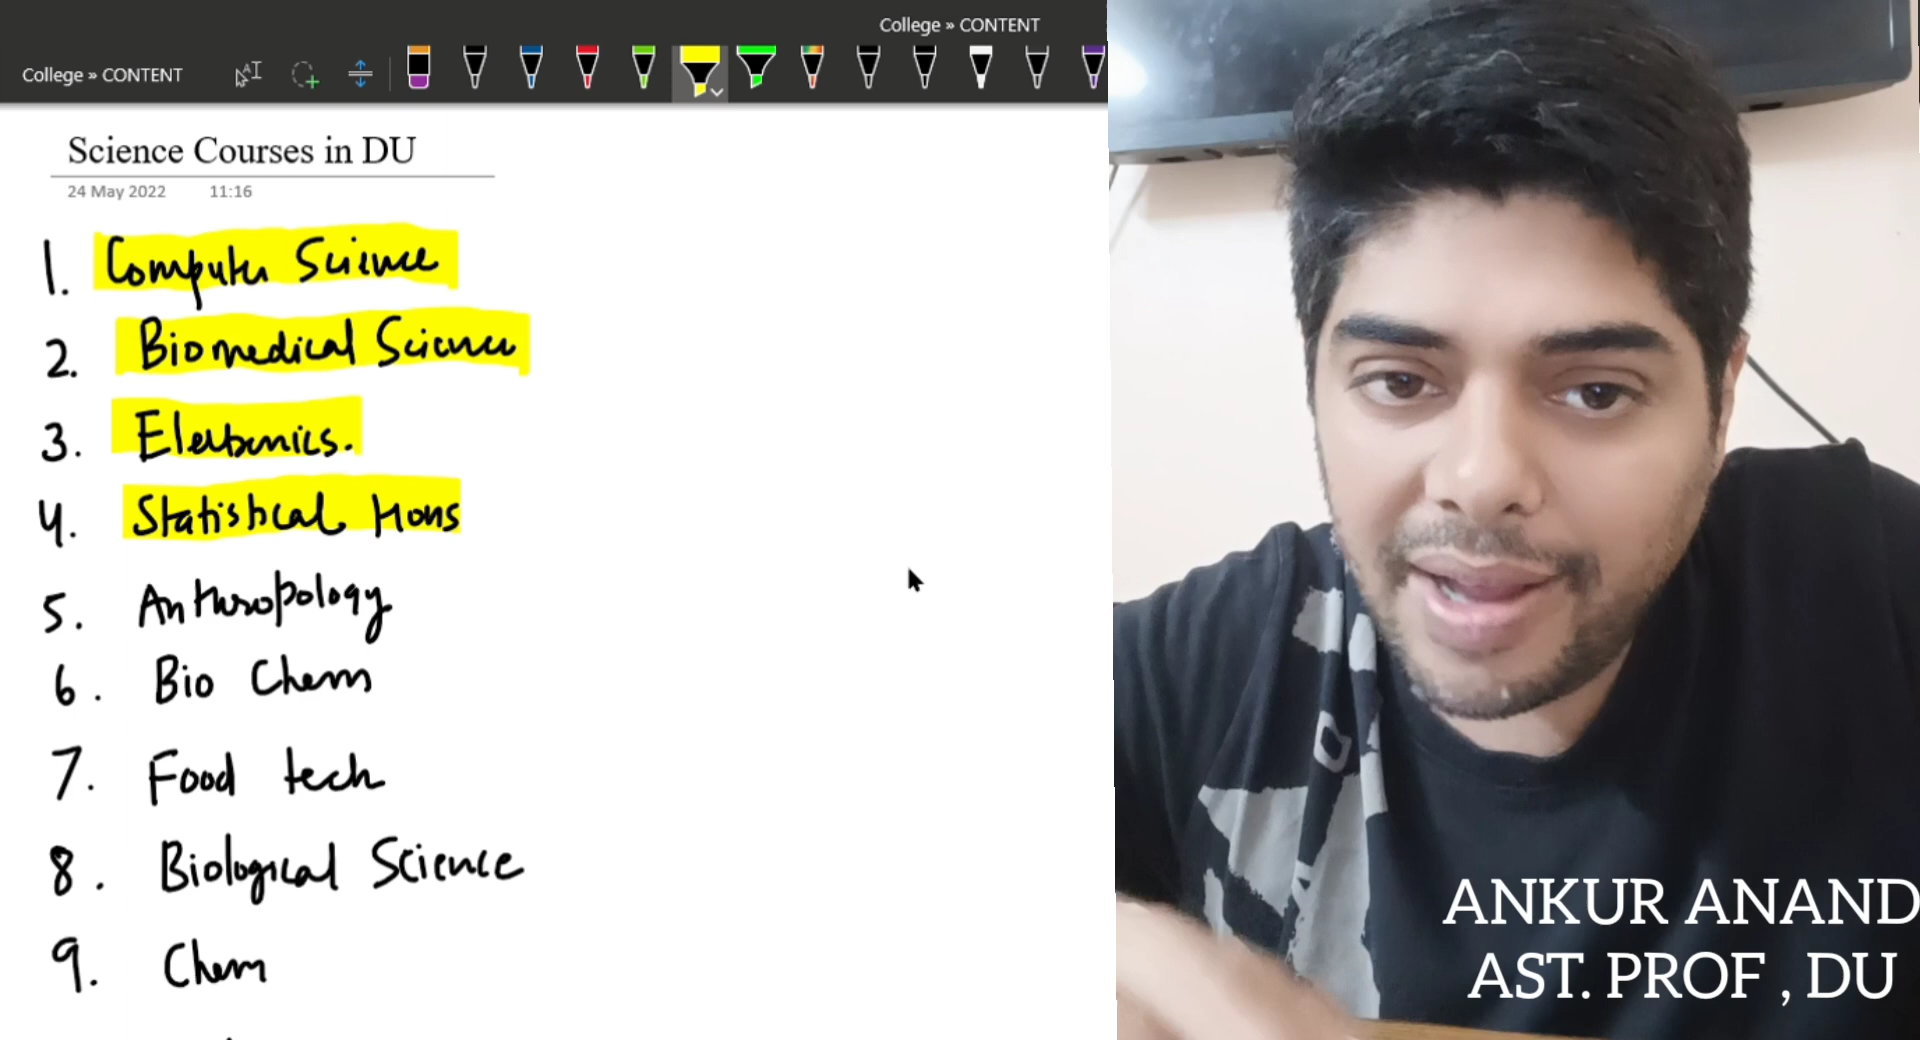 College » CONTENT
College » CONTENT
Science Courses in DU
24 May 2022 11:16
1. Computer Science
2. Biomedical Science
3. Electronics.
4. Statistical Hons
5. Anthropology
6. Bio Chem
7. Food tech
8. Biological Science
9. Chem
ANKUR ANAND
AST. PROF , DU